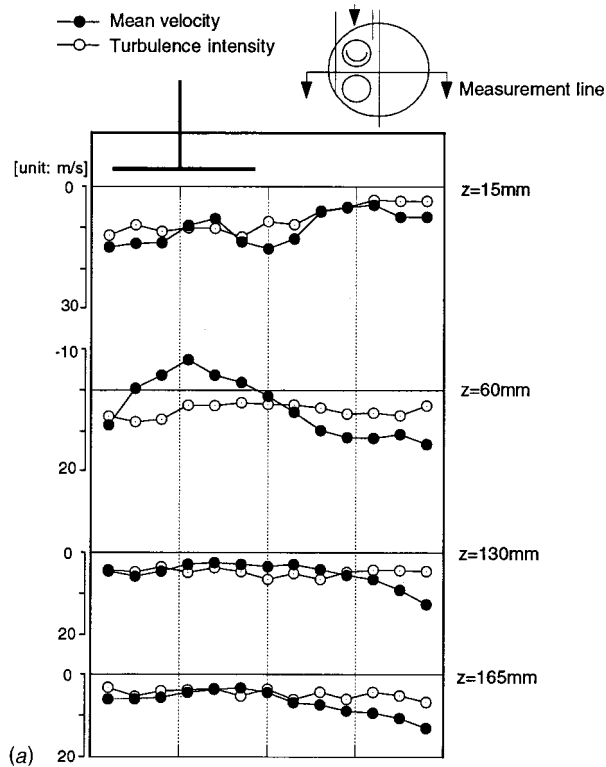 Mean velocity
Turbulence intensity
Measurement line
[unit: m/s]
0
z=15mm
30
-10
z=60mm
20
0
z=130mm
20
0
z=165mm
20
(a)